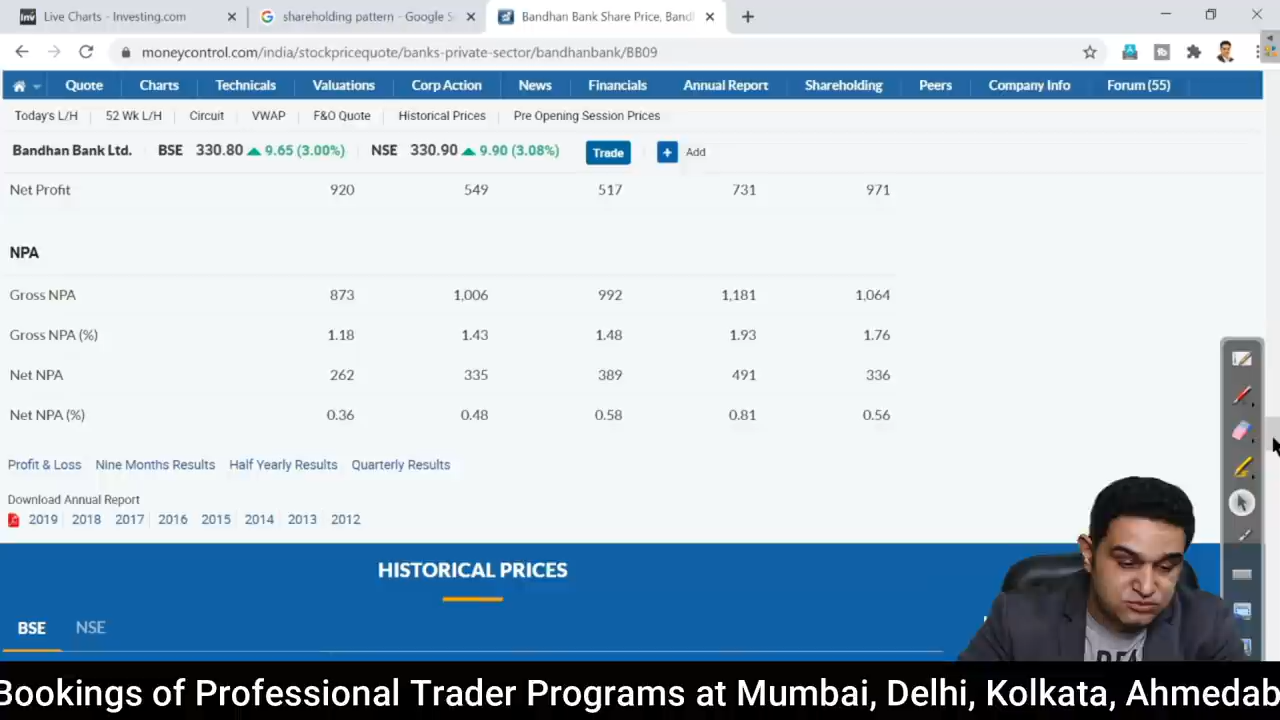 Live Charts - Investing.com
shareholding pattern - Google S
Bandhan Bank Share Price, Band
moneycontrol.com/india/stockpricequote/banks-private-sector/bandhanbank/BB09
Quote Charts Technicals Valuations Corp Action News Financials Annual Report Shareholding Peers Company Info Forum (55)
Today's L/H 52 Wk L/H Circuit VWAP F&O Quote Historical Prices Pre Opening Session Prices
Bandhan Bank Ltd. BSE 330.80 9.65 (3.00%) NSE 330.90 9.90 (3.08%) Trade + Add
Net Profit 920 549 517 731 971
NPA
Gross NPA 873 1,006 992 1,181 1,064
Gross NPA (%) 1.18 1.43 1.48 1.93 1.76
Net NPA 262 335 389 491 336
Net NPA (%) 0.36 0.48 0.58 0.81 0.56
Profit & Loss Nine Months Results Half Yearly Results Quarterly Results
Download Annual Report
2019 2018 2017 2016 2015 2014 2013 2012
HISTORICAL PRICES
BSE NSE
Bookings of Professional Trader Programs at Mumbai, Delhi, Kolkata, Ahmedab